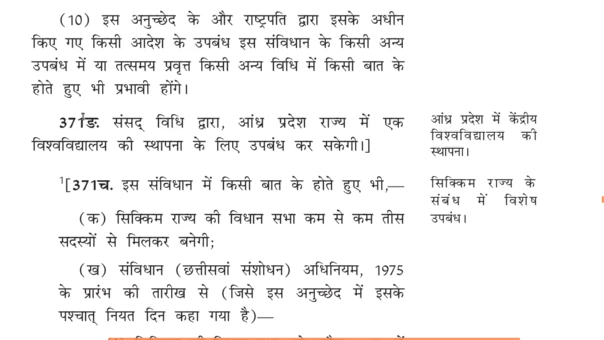 (10) इस अनुच्छेद के और राष्ट्रपति द्वारा इसके अधीन
किए गए किसी आदेश के उपबंध इस संविधान के किसी अन्य
उपबंध में या तत्समय प्रवृत्त किसी अन्य विधि में किसी बात के
होते हुए भी प्रभावी होंगे।
371ङ. संसद् विधि द्वारा, आंध्र प्रदेश राज्य में एक
विश्वविद्यालय की स्थापना के लिए उपबंध कर सकेगी।]
आंध्र प्रदेश में केंद्रीय
विश्वविद्यालय की
स्थापना।
1[371च. इस संविधान में किसी बात के होते हुए भी,—
सिक्किम राज्य के
संबंध में विशेष
उपबंध।
(क) सिक्किम राज्य की विधान सभा कम से कम तीस
सदस्यों से मिलकर बनेगी;
(ख) संविधान (छत्तीसवां संशोधन) अधिनियम, 1975
के प्रारंभ की तारीख से (जिसे इस अनुच्छेद में इसके
पश्चात् नियत दिन कहा गया है)—